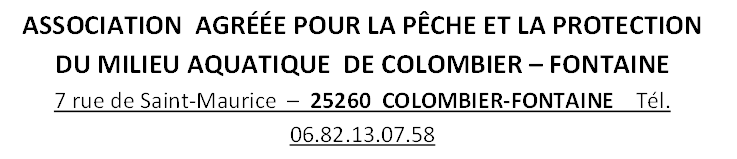 ASSOCIATION AGRÉÉE POUR LA PÊCHE ET LA PROTECTION
DU MILIEU AQUATIQUE DE COLOMBIER – FONTAINE
7 rue de Saint-Maurice – 25260 COLOMBIER-FONTAINE Tél.
06.82.13.07.58